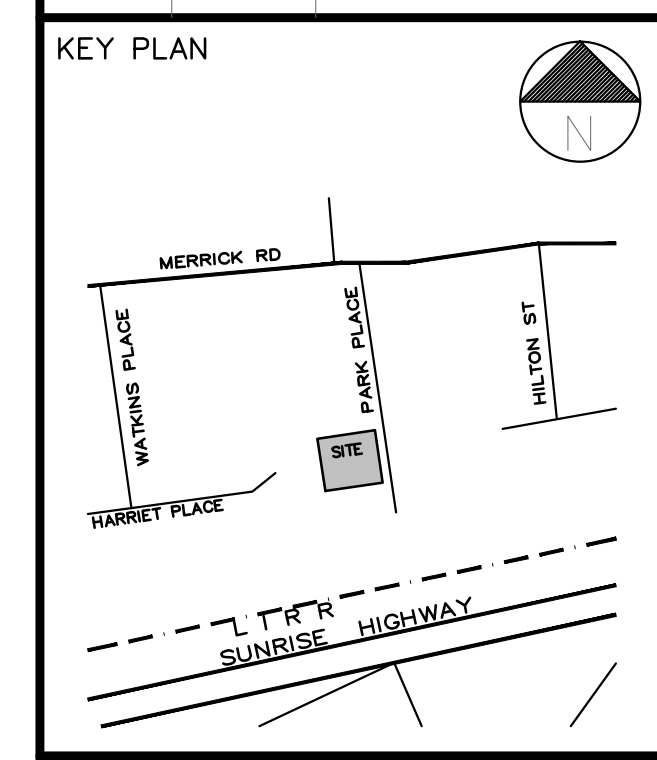 KEY PLAN
N
MERRICK RD
WATKINS PLACE
PARK PLACE
HILTON ST
SITE
HARRIET PLACE
L I R R
SUNRISE HIGHWAY